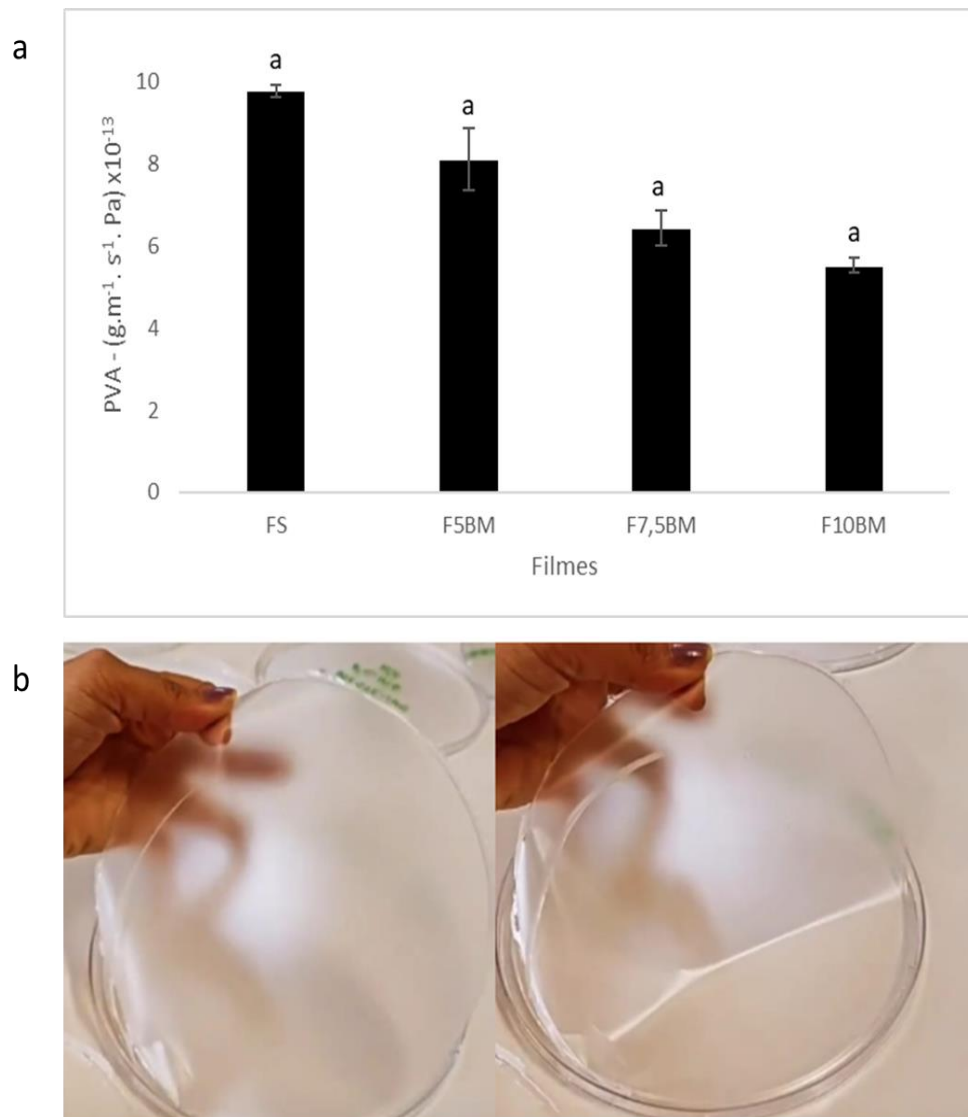 a
PVA - (g.m⁻¹. s⁻¹. Pa) x10⁻¹³
10
8
6
4
2
0
a
a
a
a
FS
F5BM
F7,5BM
F10BM
Filmes
b